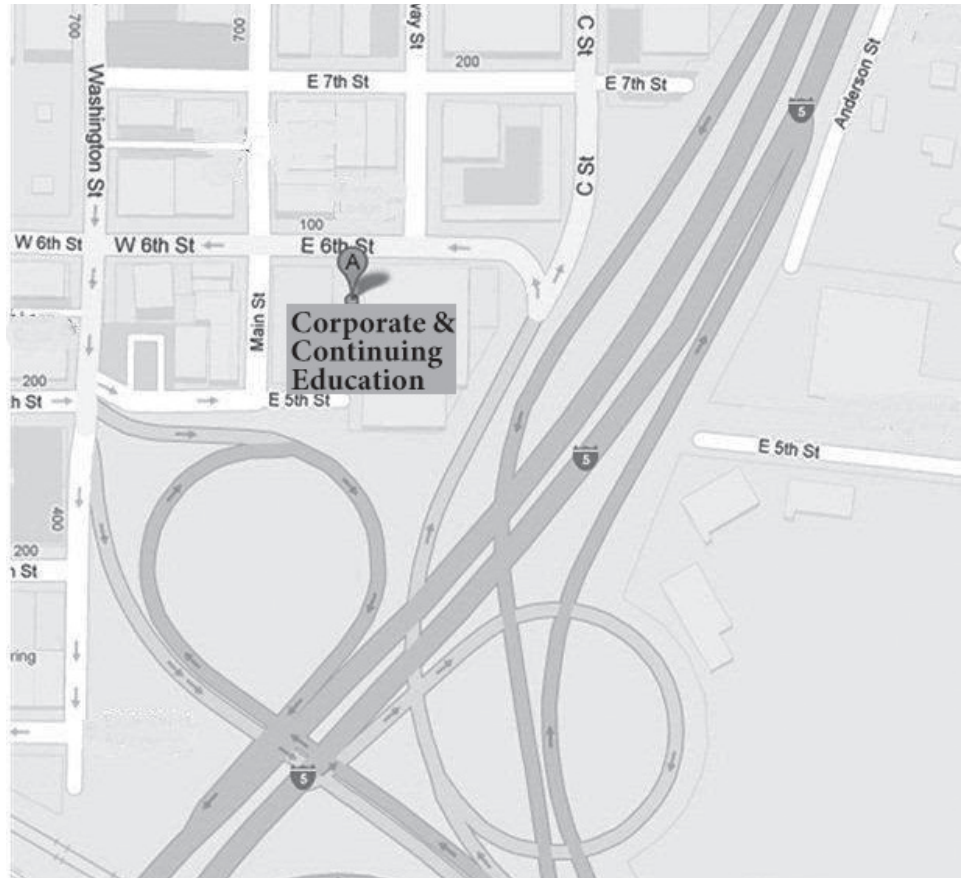 700
Washington St
700
way St
C St
200
E 7th St
E 7th St
5
Anderson St
C St
100
W 6th St
W 6th St
E 6th St
A
Main St
Corporate &
Continuing
Education
200
th St
E 5th St
5
E 5th St
400
200
h St
ring
5